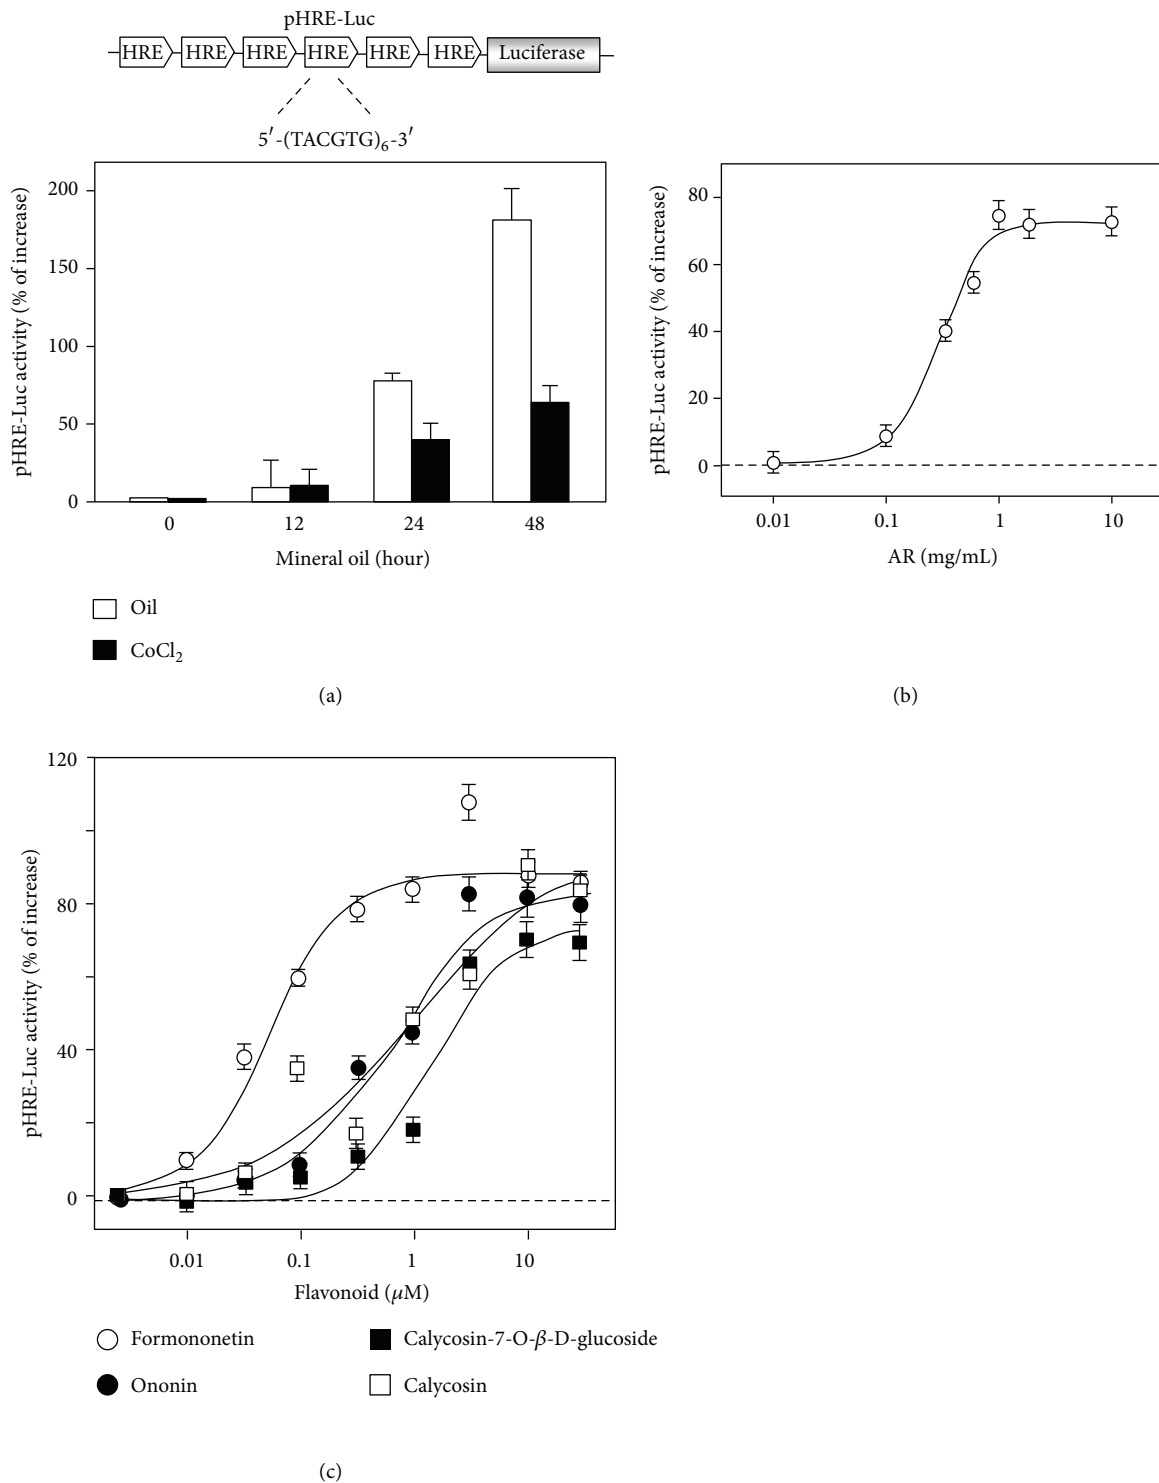 pHRE-Luc
HRE HRE HRE HRE HRE HRE Luciferase
5′-(TACGTG)₆-3′
pHRE-Luc activity (% of increase)
200
150
100
50
0
0 12 24 48
Mineral oil (hour)
Oil
CoCl₂
(a)
pHRE-Luc activity (% of increase)
80
60
40
20
0
0.01 0.1 1 10
AR (mg/mL)
(b)
pHRE-Luc activity (% of increase)
120
80
40
0
0.01 0.1 1 10
Flavonoid (μM)
Formononetin
Ononin
Calycosin-7-O-β-D-glucoside
Calycosin
(c)